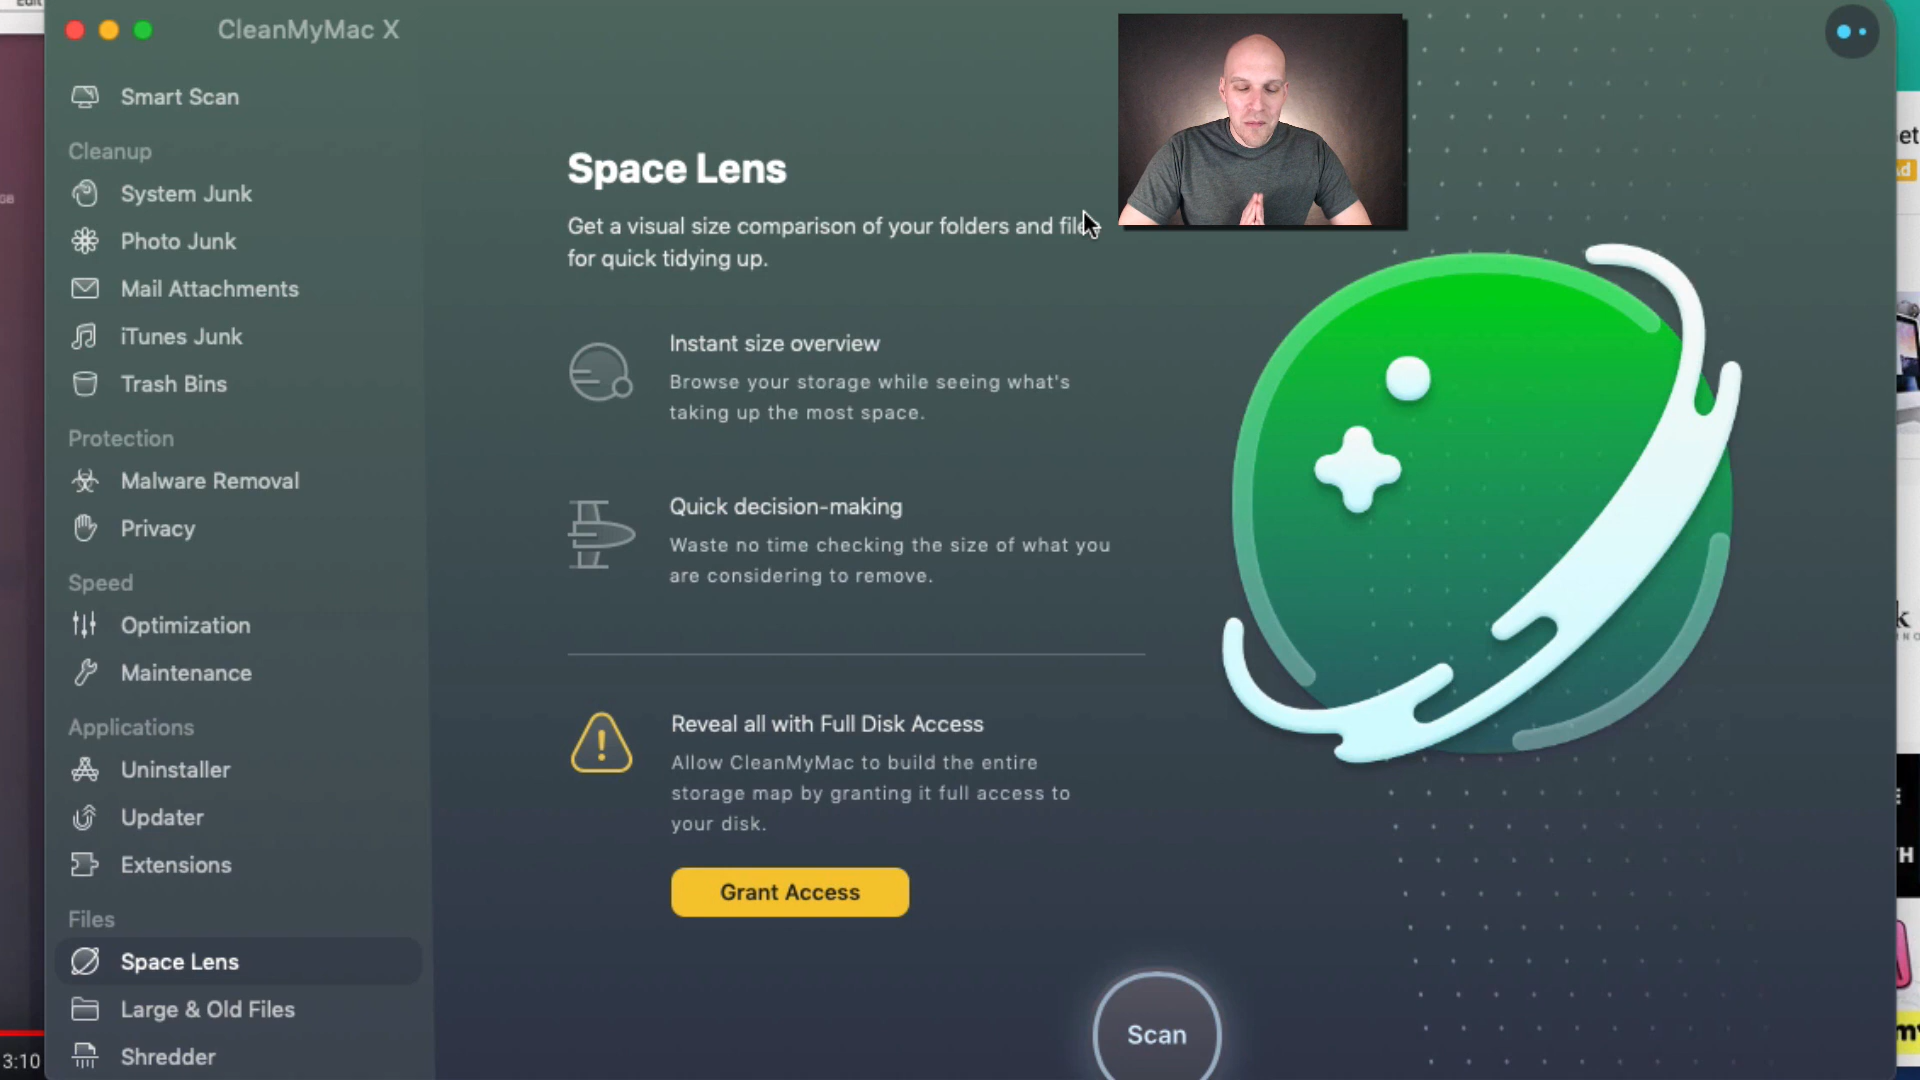 CleanMyMac X
Smart Scan
Cleanup
System Junk
Photo Junk
Mail Attachments
iTunes Junk
Trash Bins
Protection
Malware Removal
Privacy
Speed
Optimization
Maintenance
Applications
Uninstaller
Updater
Extensions
Files
Space Lens
Large & Old Files
Shredder
3:10
Space Lens
Get a visual size comparison of your folders and file
for quick tidying up.
Instant size overview
Browse your storage while seeing what's
taking up the most space.
Quick decision-making
Waste no time checking the size of what you
are considering to remove.
Reveal all with Full Disk Access
Allow CleanMyMac to build the entire
storage map by granting it full access to
your disk.
Grant Access
Scan